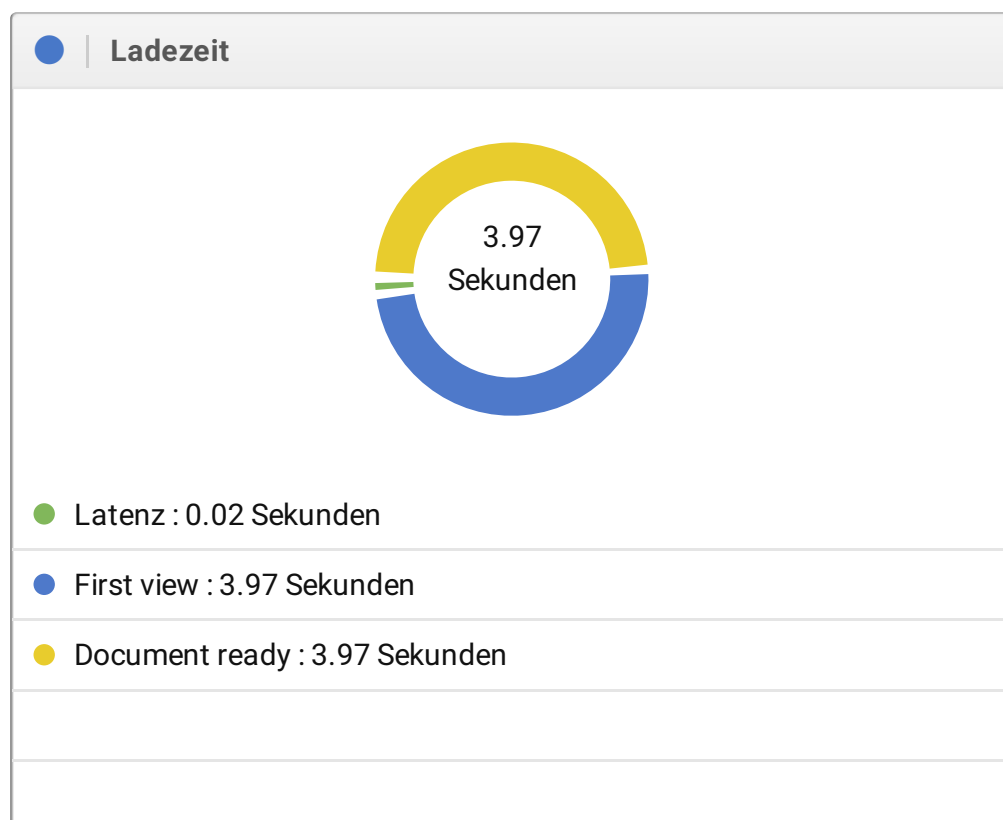 Ladezeit
3.97
Sekunden
Latenz : 0.02 Sekunden
First view : 3.97 Sekunden
Document ready : 3.97 Sekunden